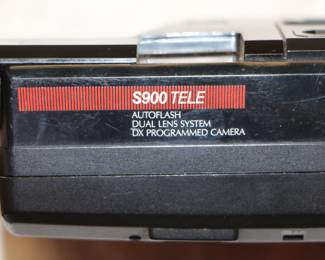 S900 TELE
AUTOFLASH
DUAL LENS SYSTEM
DX PROGRAMMED CAMERA